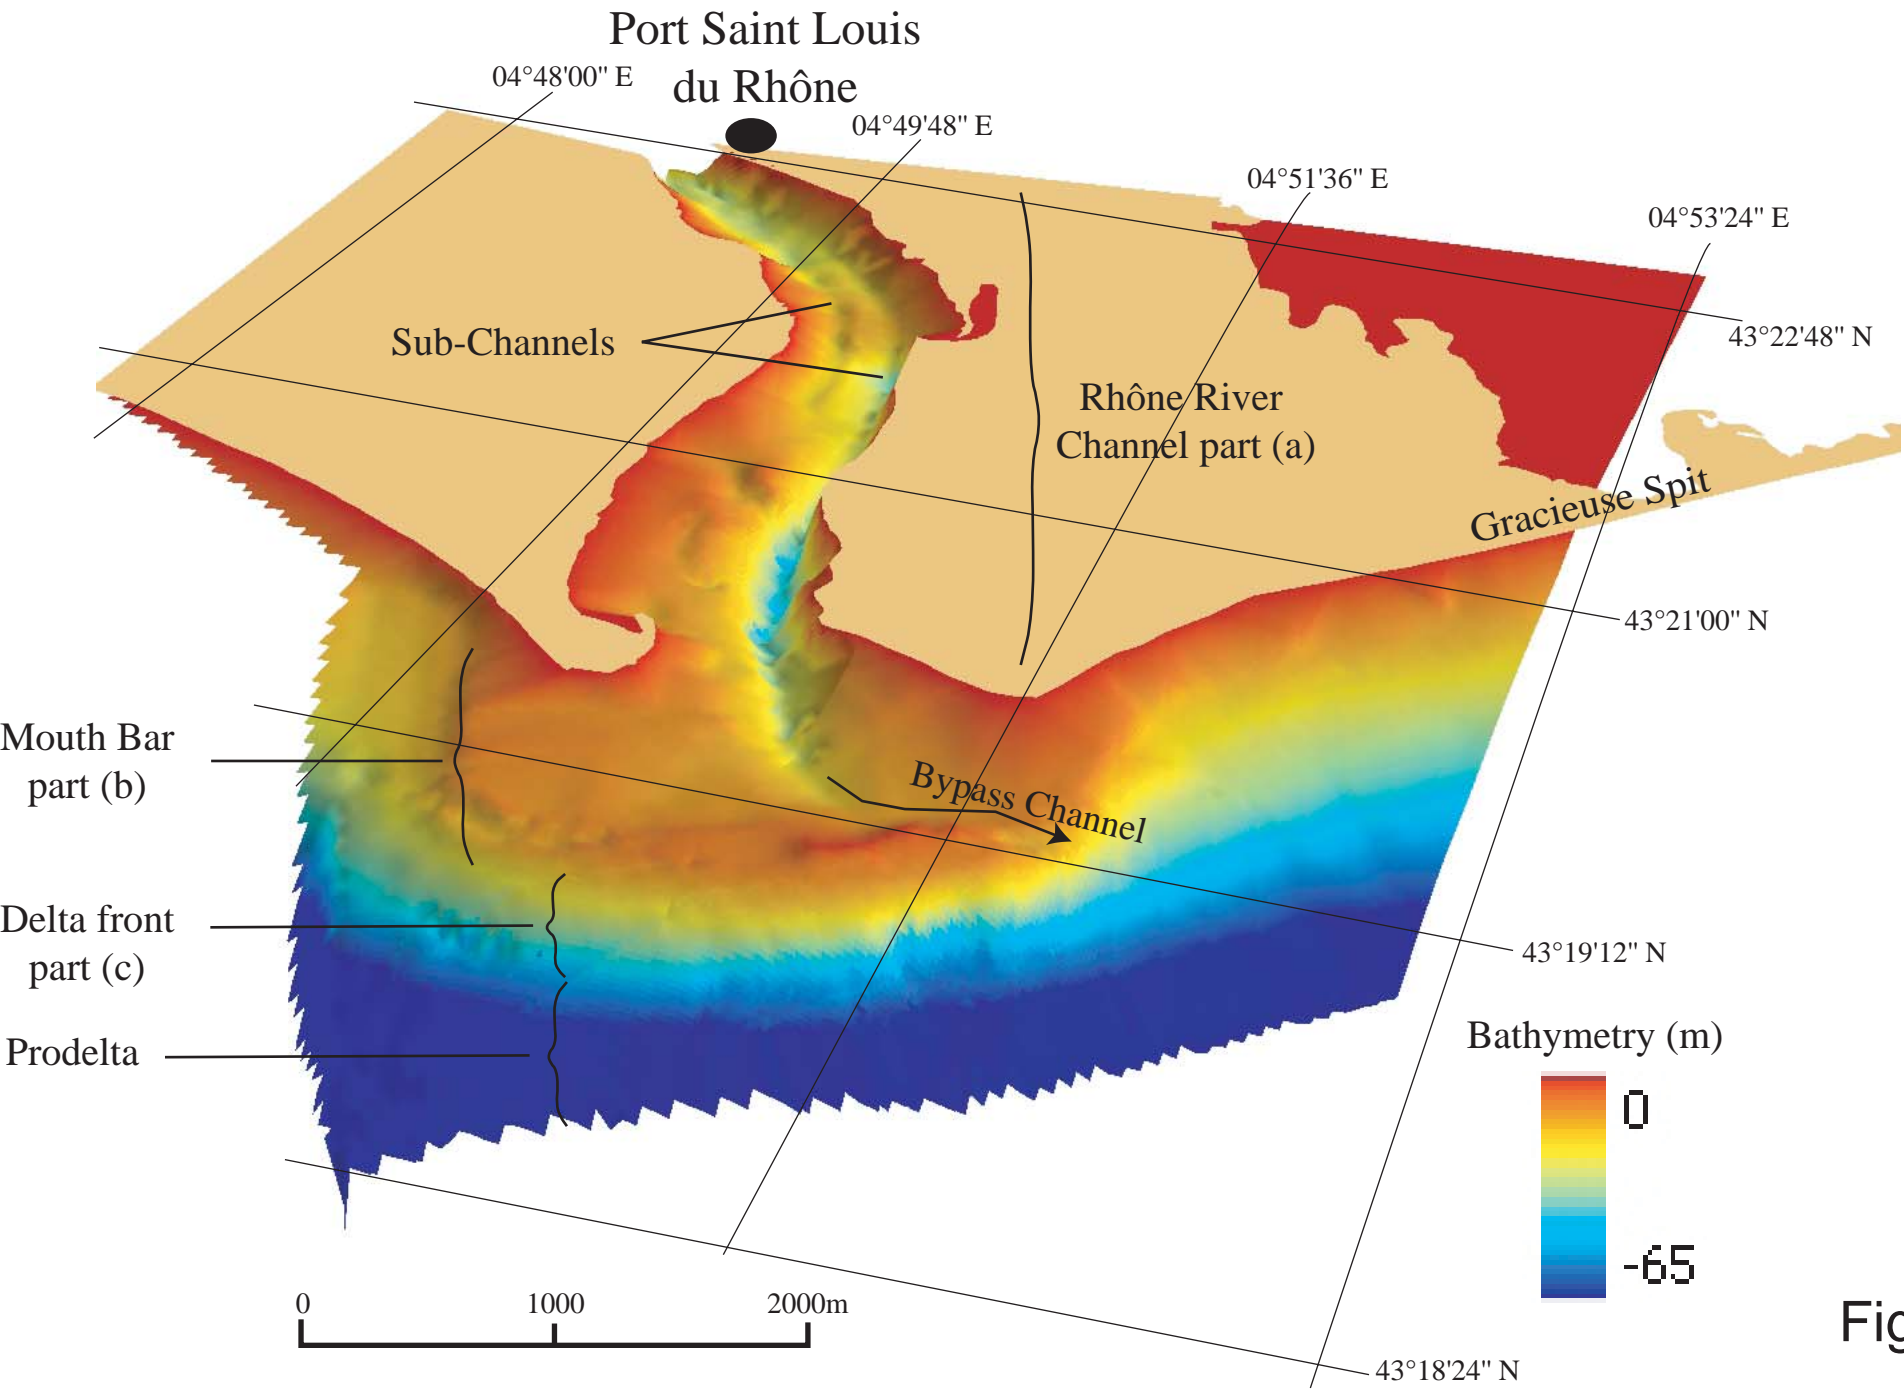 Port Saint Louis
du Rhône
04°48'00" E
04°49'48" E
04°51'36" E
04°53'24" E
43°22'48" N
Sub-Channels
Rhône River
Channel part (a)
Gracieuse Spit
43°21'00" N
Mouth Bar
part (b)
Bypass Channel
Delta front
part (c)
43°19'12" N
Prodelta
Bathymetry (m)
0
-65
0 1000 2000m
Fig
43°18'24" N